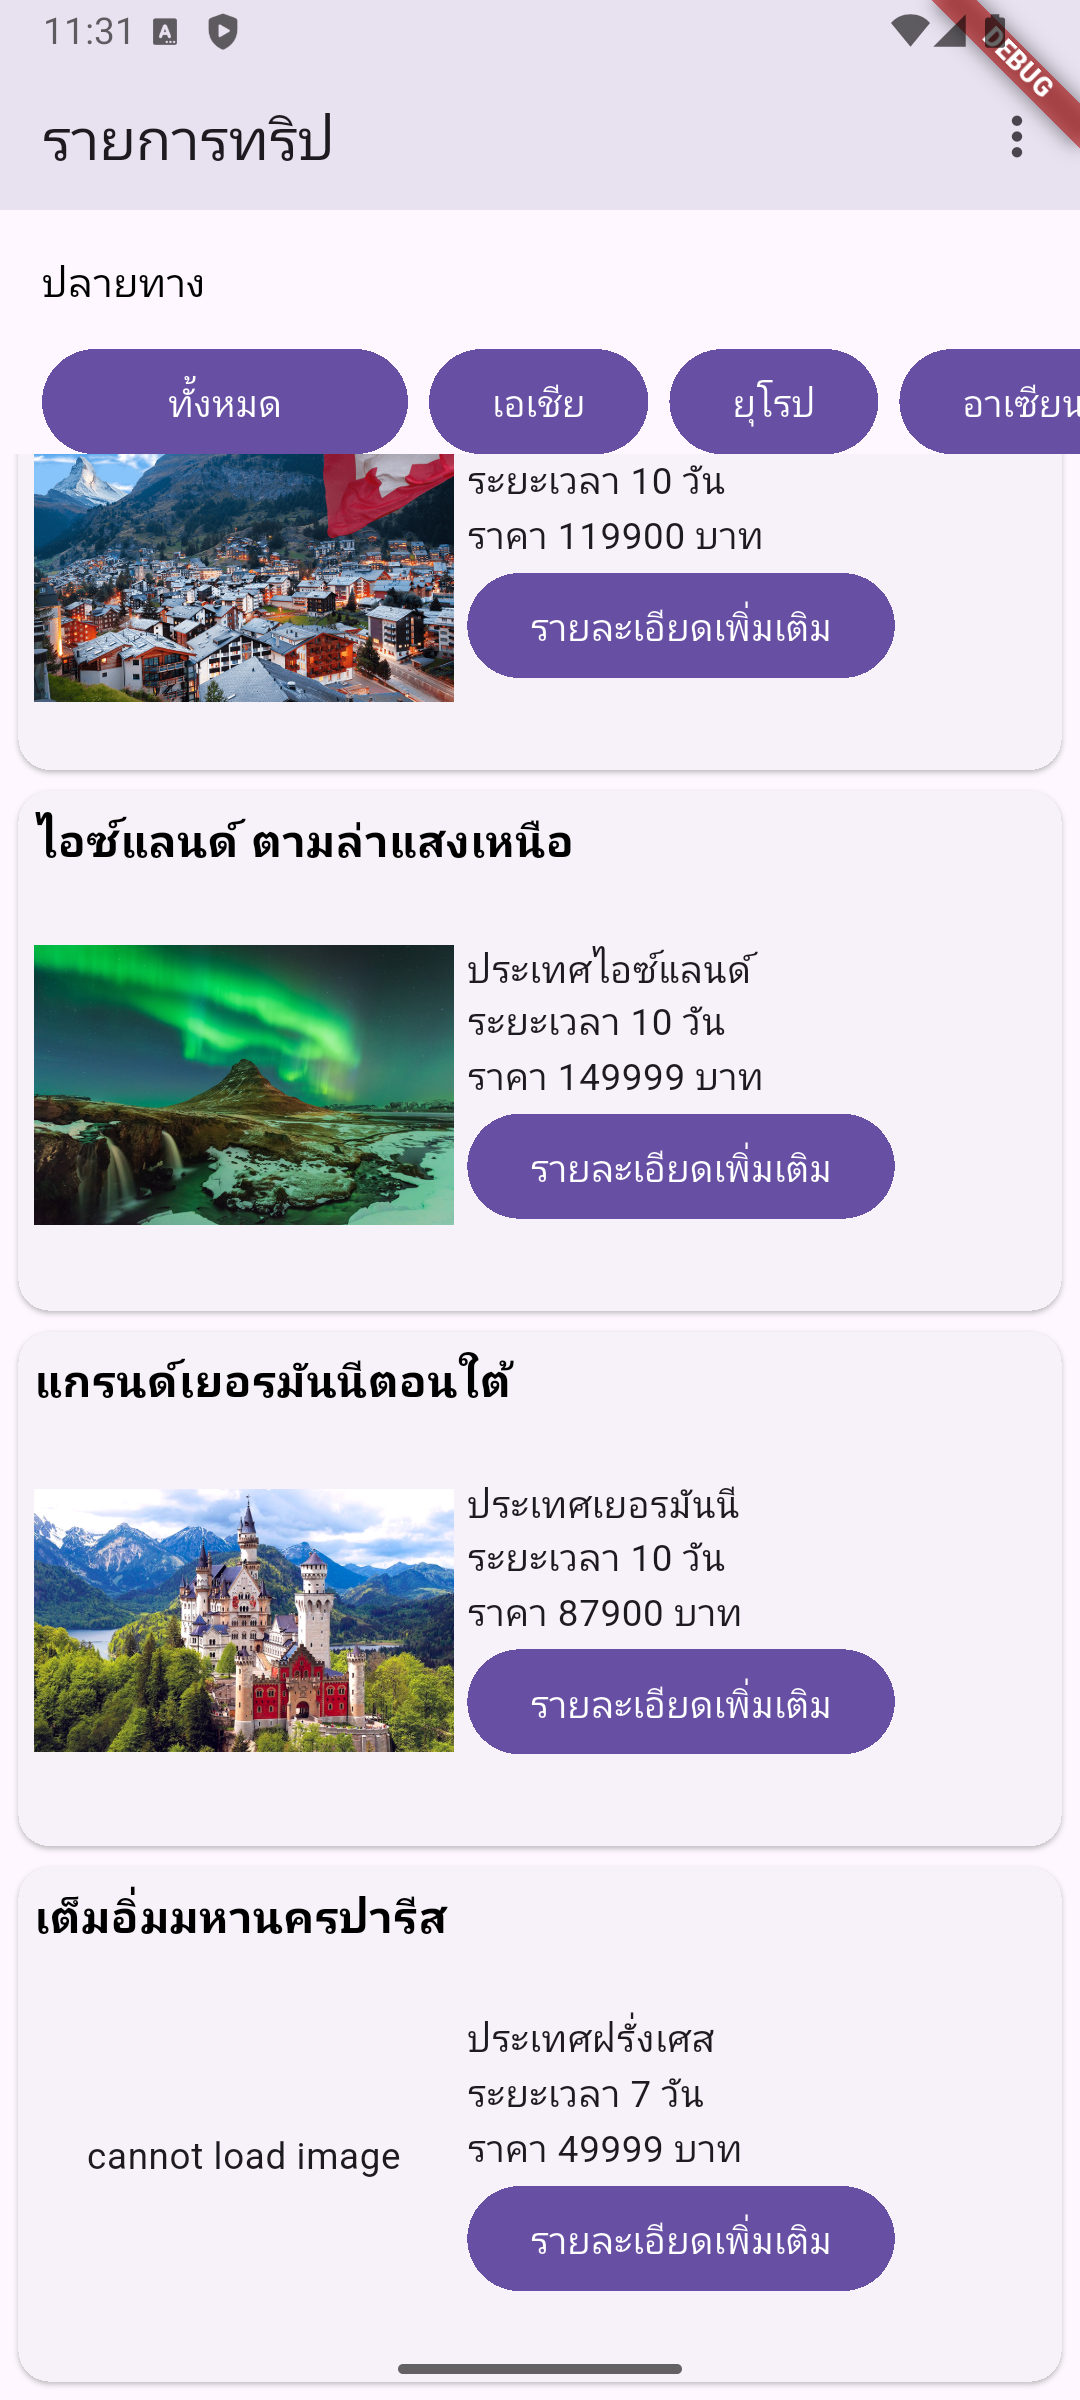 11:31
DEBUG
รายการทริป
ปลายทาง
ทั้งหมด
เอเชีย
ยุโรป
อาเซียน
ระยะเวลา 10 วัน
ราคา 119900 บาท
รายละเอียดเพิ่มเติม
ไอซ์แลนด์ ตามล่าแสงเหนือ
ประเทศไอซ์แลนด์
ระยะเวลา 10 วัน
ราคา 149999 บาท
รายละเอียดเพิ่มเติม
แกรนด์เยอรมันนีตอนใต้
ประเทศเยอรมันนี
ระยะเวลา 10 วัน
ราคา 87900 บาท
รายละเอียดเพิ่มเติม
เต็มอิ่มมหานครปารีส
cannot load image
ประเทศฝรั่งเศส
ระยะเวลา 7 วัน
ราคา 49999 บาท
รายละเอียดเพิ่มเติม